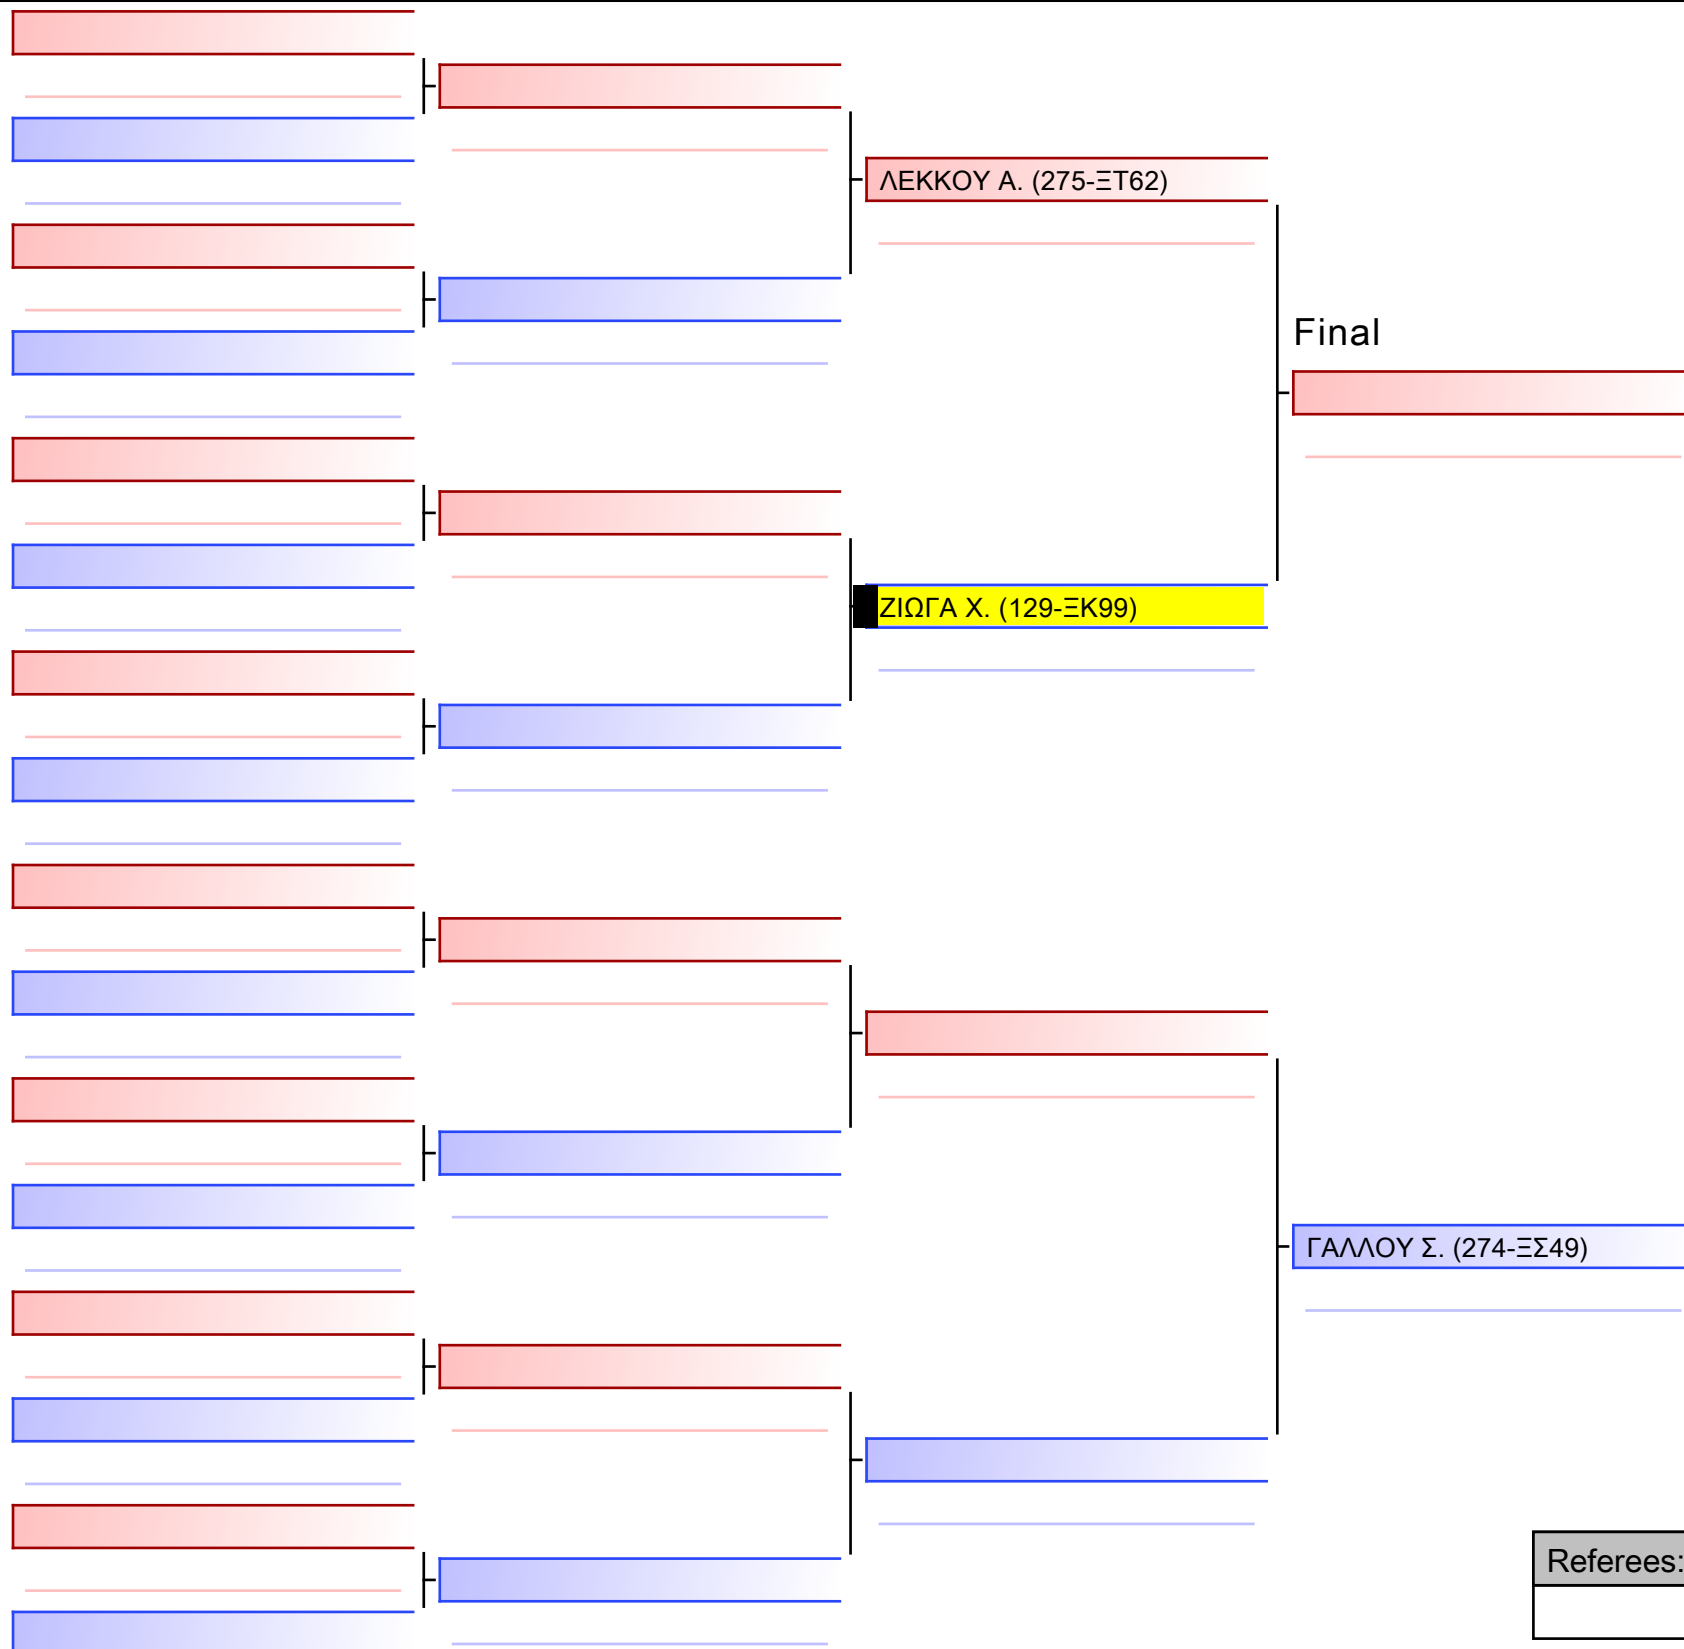 ΛΕΚΚΟΥ Α. (275-ΞΤ62)
Final
ΖΙΩΓΑ Χ. (129-ΞΚ99)
ΓΑΛΛΟΥ Σ. (274-ΞΣ49)
Referees: